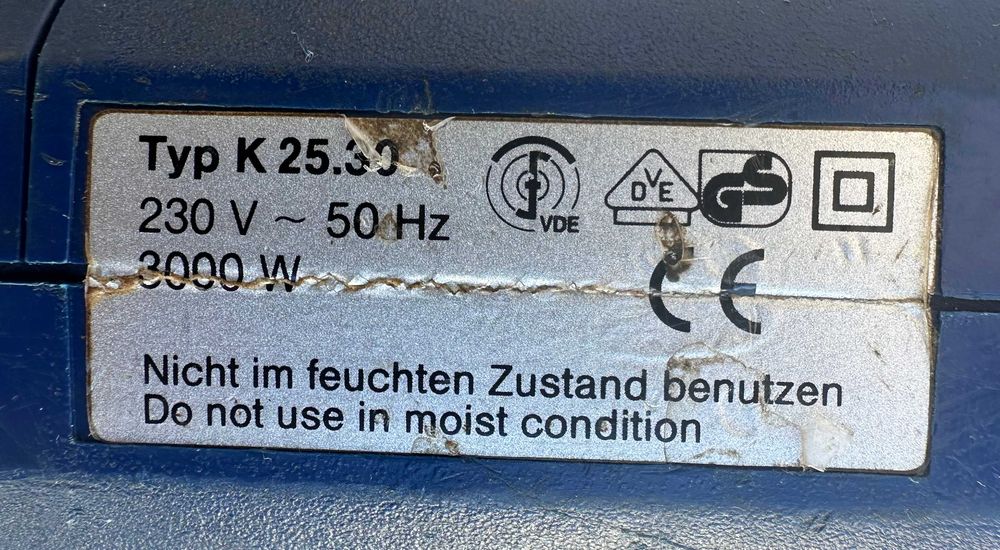 Typ K 25.30
230 V ~ 50 Hz
VDE
DVE
GS
3000 W
CE
Nicht im feuchten Zustand benutzen
Do not use in moist condition